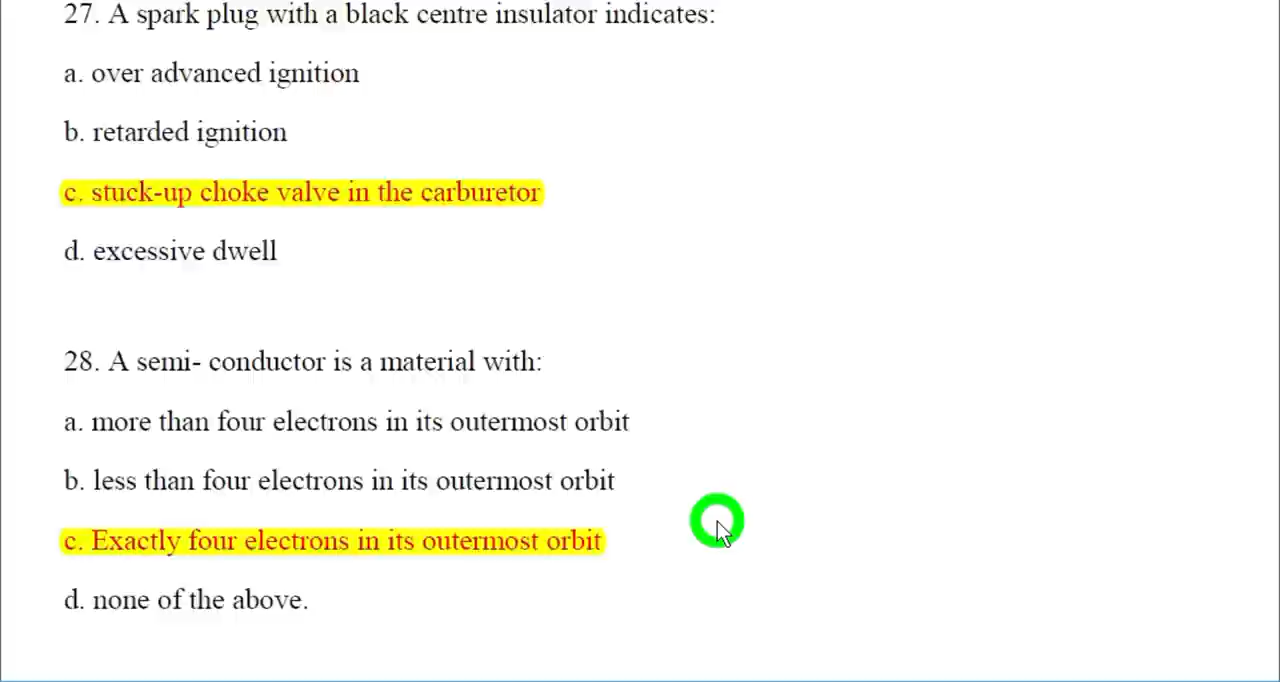 27. A spark plug with a black centre insulator indicates:
a. over advanced ignition
b. retarded ignition
c. stuck-up choke valve in the carburetor
d. excessive dwell
28. A semi- conductor is a material with:
a. more than four electrons in its outermost orbit
b. less than four electrons in its outermost orbit
c. Exactly four electrons in its outermost orbit
d. none of the above.